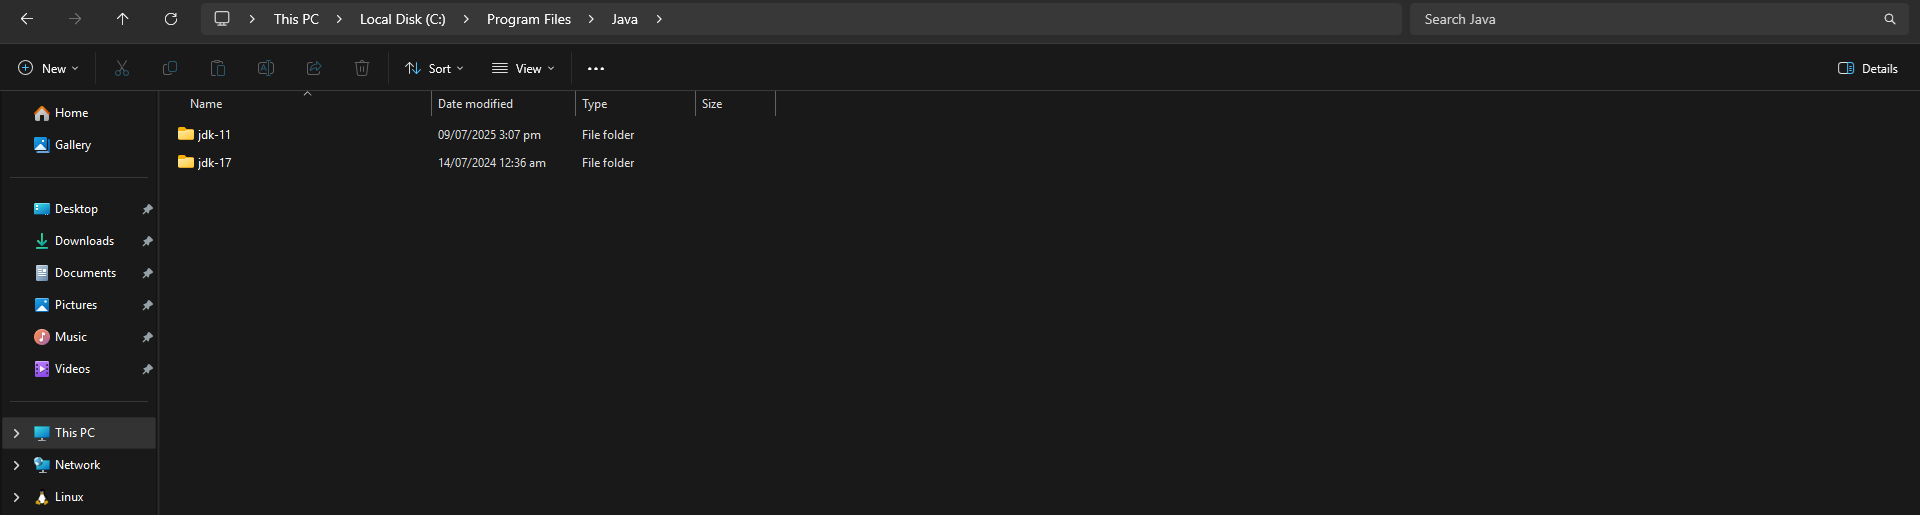 This PC Local Disk (C:) Program Files Java
Search Java
New Sort View Details
Name Date modified Type Size
jdk-11 09/07/2025 3:07 pm File folder
jdk-17 14/07/2024 12:36 am File folder
Home
Gallery
Desktop
Downloads
Documents
Pictures
Music
Videos
This PC
Network
Linux